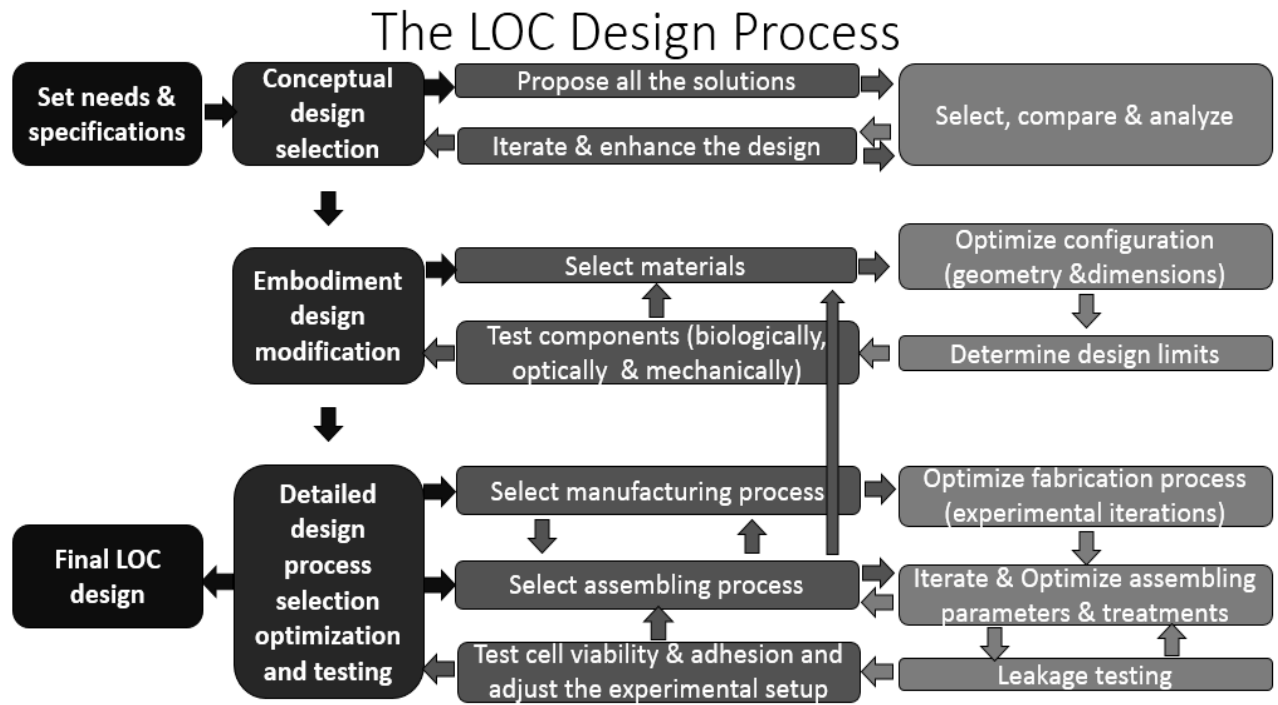 The LOC Design Process
Set needs &
specifications
Conceptual
design
selection
Propose all the solutions
Iterate & enhance the design
Select, compare & analyze
Embodiment
design
modification
Select materials
Optimize configuration
(geometry &dimensions)
Test components (biologically,
optically & mechanically)
Determine design limits
Final LOC
design
Detailed
design
process
selection
optimization
and testing
Select manufacturing process
Optimize fabrication process
(experimental iterations)
Select assembling process
Iterate & Optimize assembling
parameters & treatments
Test cell viability & adhesion and
adjust the experimental setup
Leakage testing